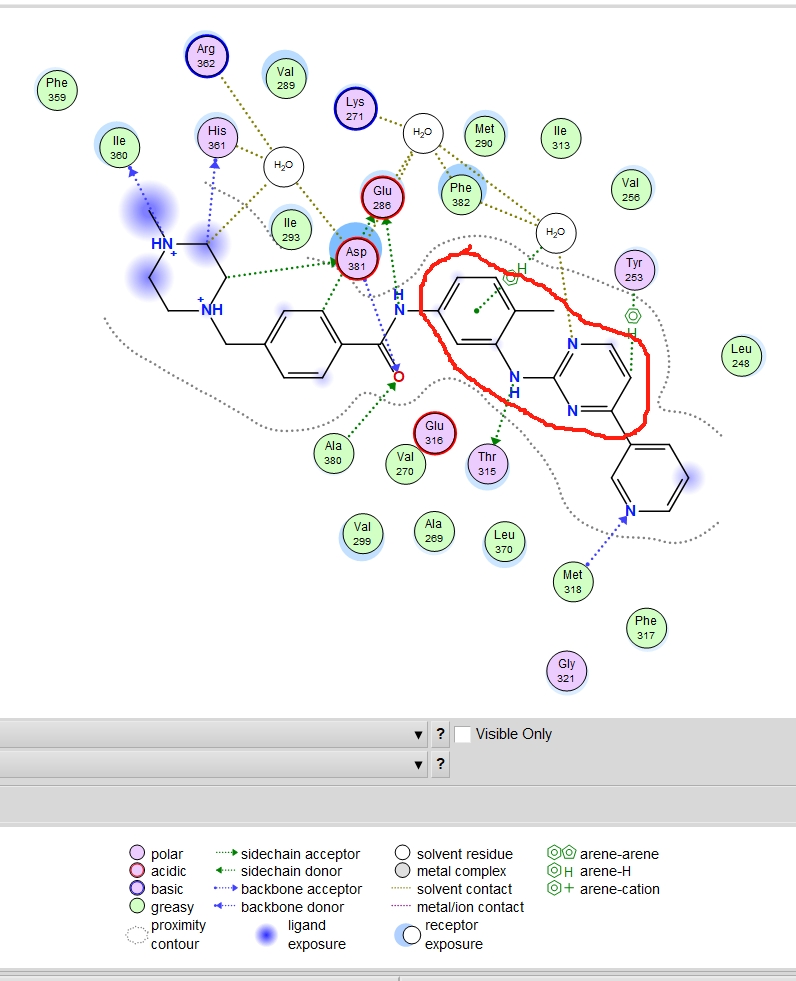 Arg
362
Val
289
Phe
359
Lys
271
His
361
H₂O
Met
290
Ile
313
Ile
360
H₂O
Glu
286
Phe
382
Val
256
Ile
293
H₂O
HN
+
Asp
381
H
Tyr
253
H
N
+
NH
N
H
Leu
248
O
N
H
N
N
Glu
316
Ala
380
Val
270
Thr
315
N
Val
299
Ala
269
Leu
370
Met
318
Phe
317
Gly
321
? Visible Only
?
polar sidechain acceptor solvent residue arene-arene
acidic sidechain donor metal complex H arene-H
basic backbone acceptor solvent contact + arene-cation
greasy backbone donor metal/ion contact
proximity contour ligand exposure receptor exposure